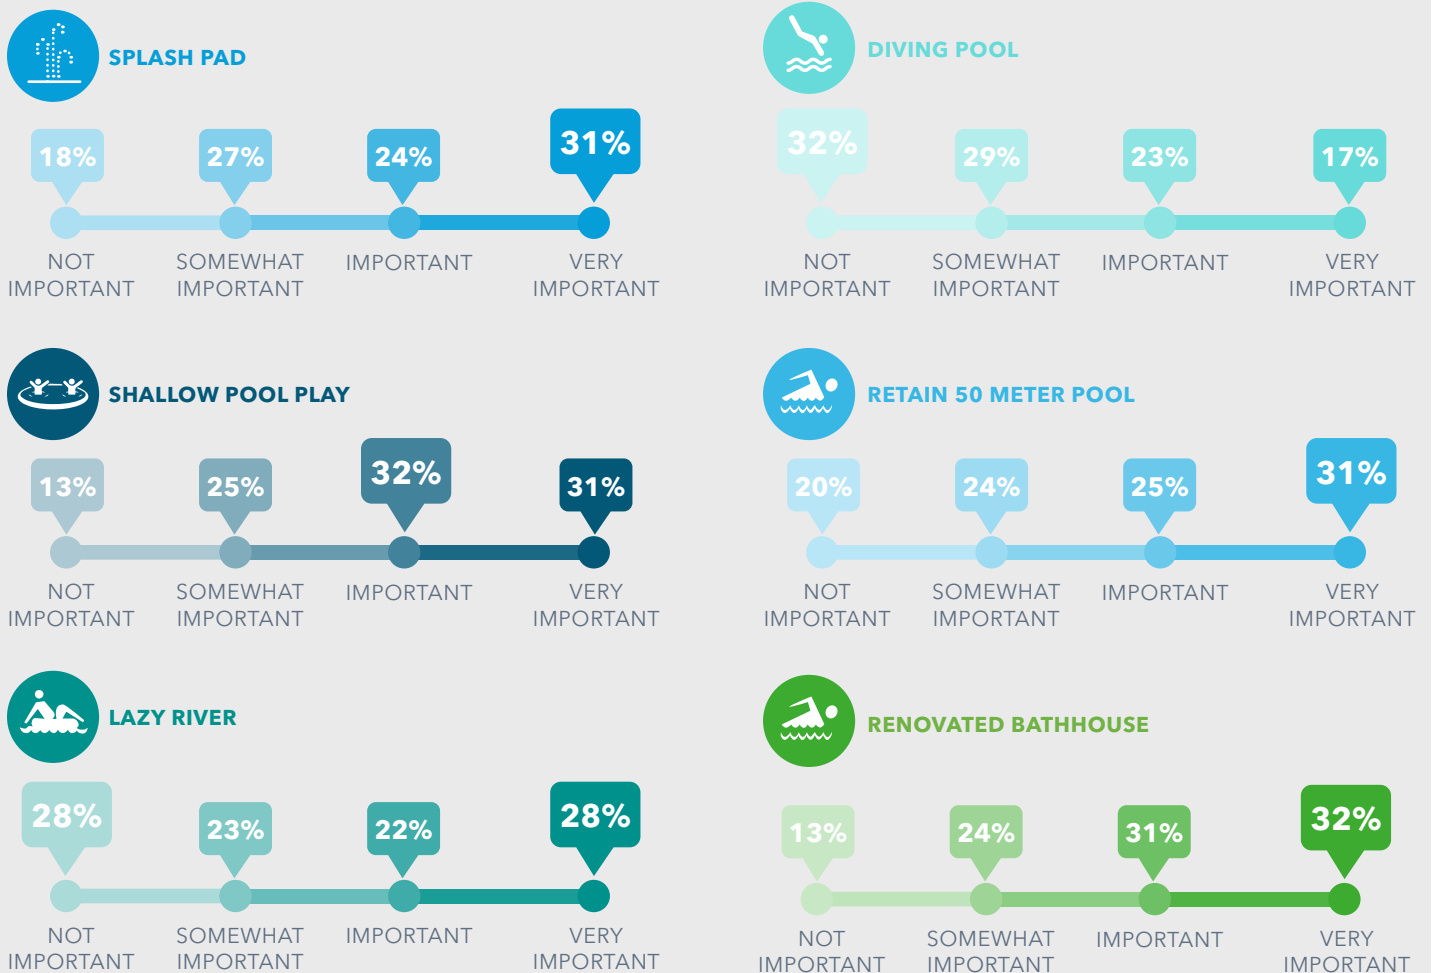 SPLASH PAD
18%
27%
24%
31%
NOT
IMPORTANT
SOMEWHAT
IMPORTANT
IMPORTANT
VERY
IMPORTANT
DIVING POOL
32%
29%
23%
17%
NOT
IMPORTANT
SOMEWHAT
IMPORTANT
IMPORTANT
VERY
IMPORTANT
SHALLOW POOL PLAY
13%
25%
32%
31%
NOT
IMPORTANT
SOMEWHAT
IMPORTANT
IMPORTANT
VERY
IMPORTANT
RETAIN 50 METER POOL
20%
24%
25%
31%
NOT
IMPORTANT
SOMEWHAT
IMPORTANT
IMPORTANT
VERY
IMPORTANT
LAZY RIVER
28%
23%
22%
28%
NOT
IMPORTANT
SOMEWHAT
IMPORTANT
IMPORTANT
VERY
IMPORTANT
RENOVATED BATHHOUSE
13%
24%
31%
32%
NOT
IMPORTANT
SOMEWHAT
IMPORTANT
IMPORTANT
VERY
IMPORTANT